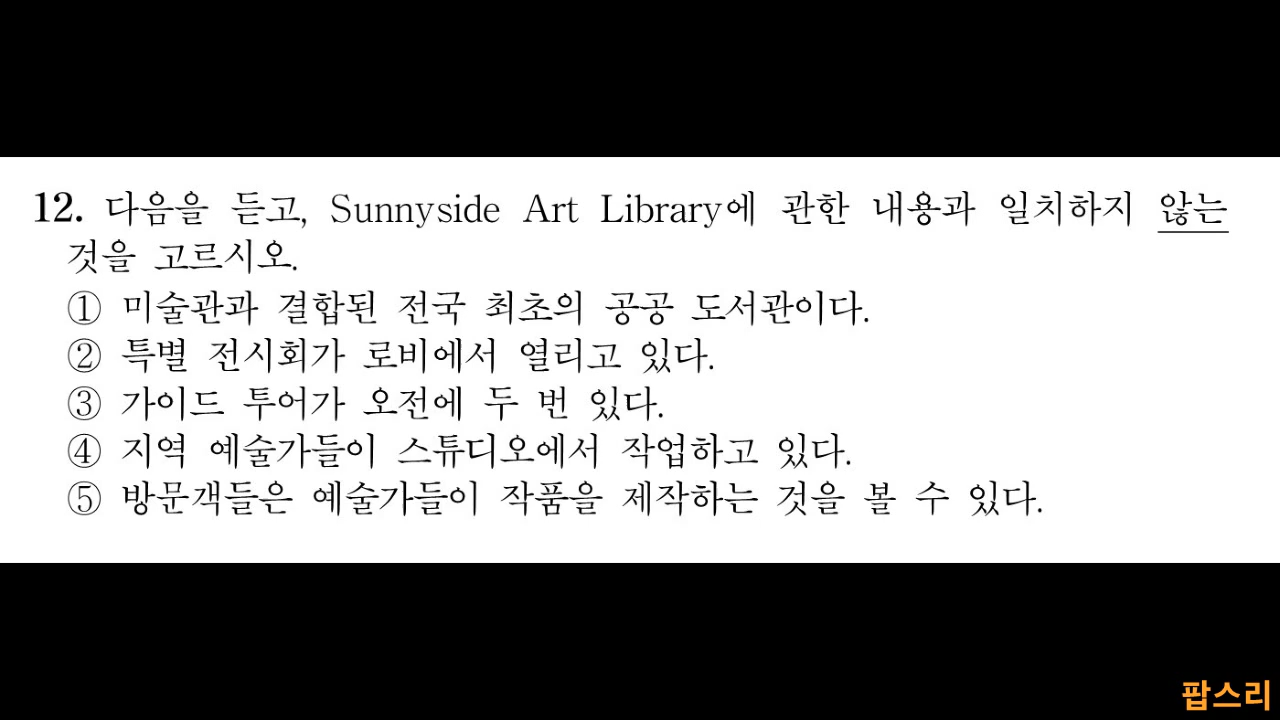 12. 다음을 듣고, Sunnyside Art Library에 관한 내용과 일치하지 않는
것을 고르시오.
① 미술관과 결합된 전국 최초의 공공 도서관이다.
② 특별 전시회가 로비에서 열리고 있다.
③ 가이드 투어가 오전에 두 번 있다.
④ 지역 예술가들이 스튜디오에서 작업하고 있다.
⑤ 방문객들은 예술가들이 작품을 제작하는 것을 볼 수 있다.
팝스리